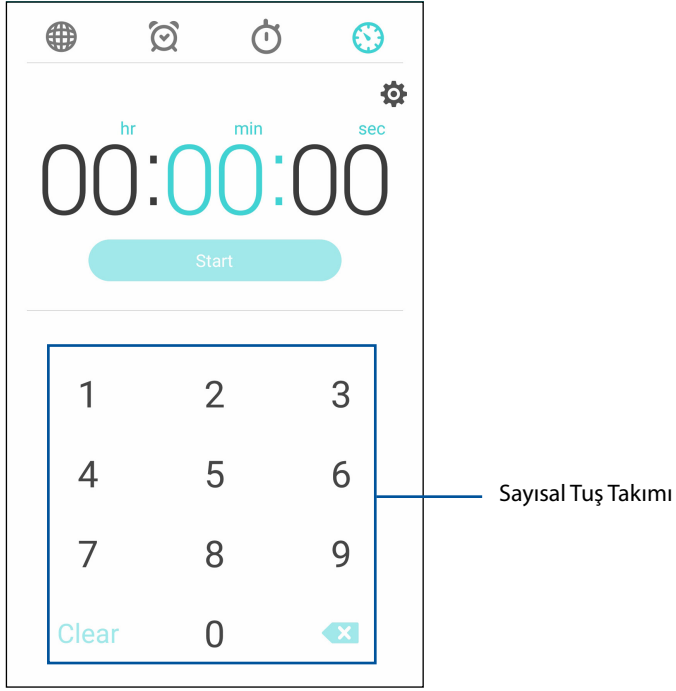 hr min sec
00:00:00
Start
1 2 3
4 5 6
Sayısal Tuş Takımı
7 8 9
Clear 0